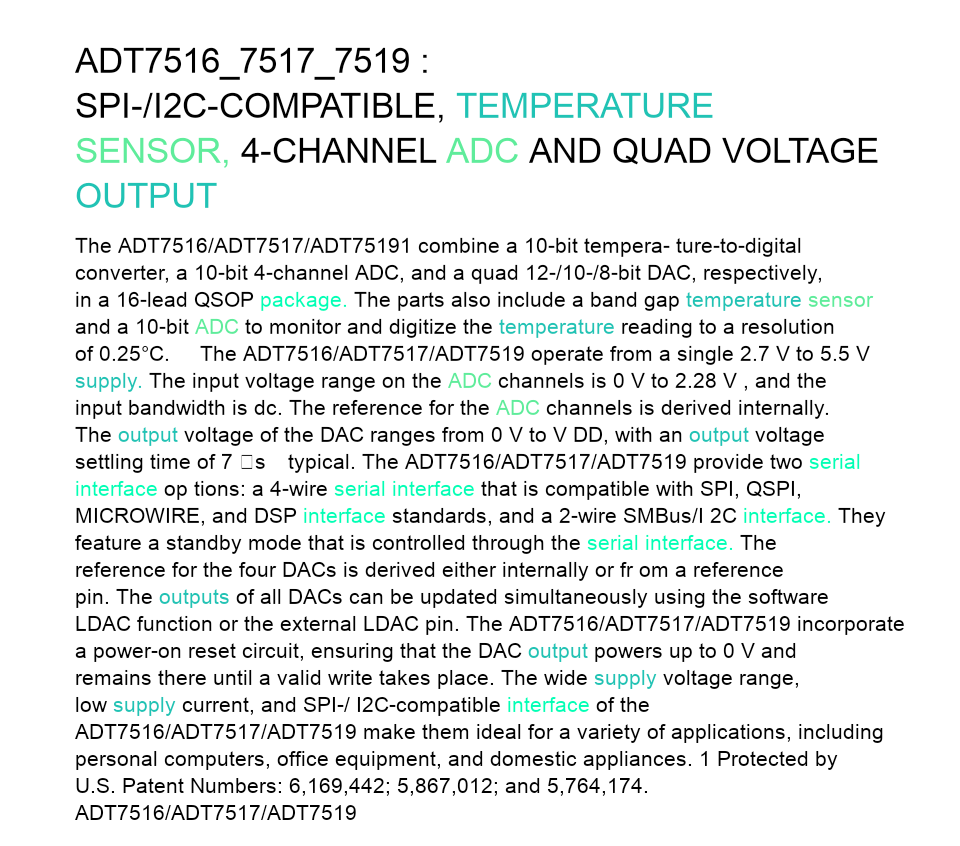 ADT7516_7517_7519 :
SPI-/I2C-COMPATIBLE, TEMPERATURE
SENSOR, 4-CHANNEL ADC AND QUAD VOLTAGE
OUTPUT
The ADT7516/ADT7517/ADT75191 combine a 10-bit tempera- ture-to-digital
converter, a 10-bit 4-channel ADC, and a quad 12-/10-/8-bit DAC, respectively,
in a 16-lead QSOP package. The parts also include a band gap temperature sensor
and a 10-bit ADC to monitor and digitize the temperature reading to a resolution
of 0.25°C. The ADT7516/ADT7517/ADT7519 operate from a single 2.7 V to 5.5 V
supply. The input voltage range on the ADC channels is 0 V to 2.28 V , and the
input bandwidth is dc. The reference for the ADC channels is derived internally.
The output voltage of the DAC ranges from 0 V to V DD, with an output voltage
settling time of 7 □s typical. The ADT7516/ADT7517/ADT7519 provide two serial
interface op tions: a 4-wire serial interface that is compatible with SPI, QSPI,
MICROWIRE, and DSP interface standards, and a 2-wire SMBus/I 2C interface. They
feature a standby mode that is controlled through the serial interface. The
reference for the four DACs is derived either internally or fr om a reference
pin. The outputs of all DACs can be updated simultaneously using the software
LDAC function or the external LDAC pin. The ADT7516/ADT7517/ADT7519 incorporate
a power-on reset circuit, ensuring that the DAC output powers up to 0 V and
remains there until a valid write takes place. The wide supply voltage range,
low supply current, and SPI-/ I2C-compatible interface of the
ADT7516/ADT7517/ADT7519 make them ideal for a variety of applications, including
personal computers, office equipment, and domestic appliances. 1 Protected by
U.S. Patent Numbers: 6,169,442; 5,867,012; and 5,764,174.
ADT7516/ADT7517/ADT7519